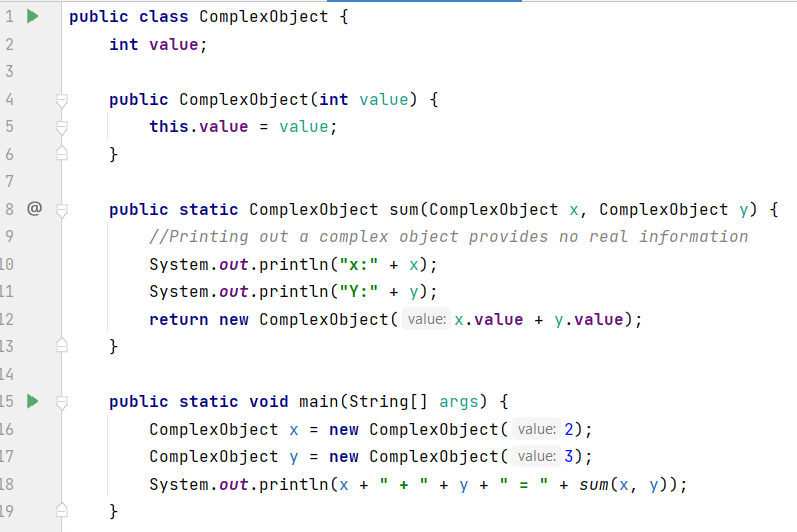 1 public class ComplexObject {
2 int value;
3
4 public ComplexObject(int value) {
5 this.value = value;
6 }
7
8 @ public static ComplexObject sum(ComplexObject x, ComplexObject y) {
9 //Printing out a complex object provides no real information
10 System.out.println("x:" + x);
11 System.out.println("Y:" + y);
12 return new ComplexObject( value: x.value + y.value);
13 }
14
15 public static void main(String[] args) {
16 ComplexObject x = new ComplexObject( value: 2);
17 ComplexObject y = new ComplexObject( value: 3);
18 System.out.println(x + " + " + y + " = " + sum(x, y));
19 }